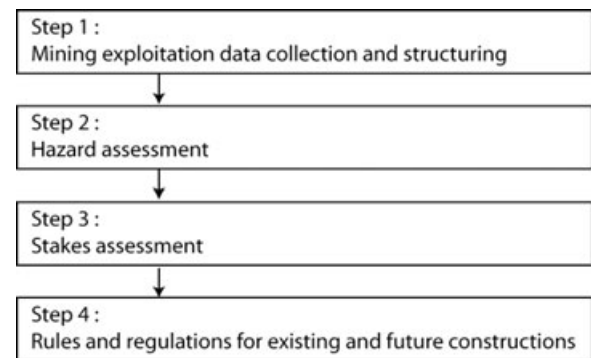 Step 1 :
Mining exploitation data collection and structuring
Step 2 :
Hazard assessment
Step 3 :
Stakes assessment
Step 4 :
Rules and regulations for existing and future constructions